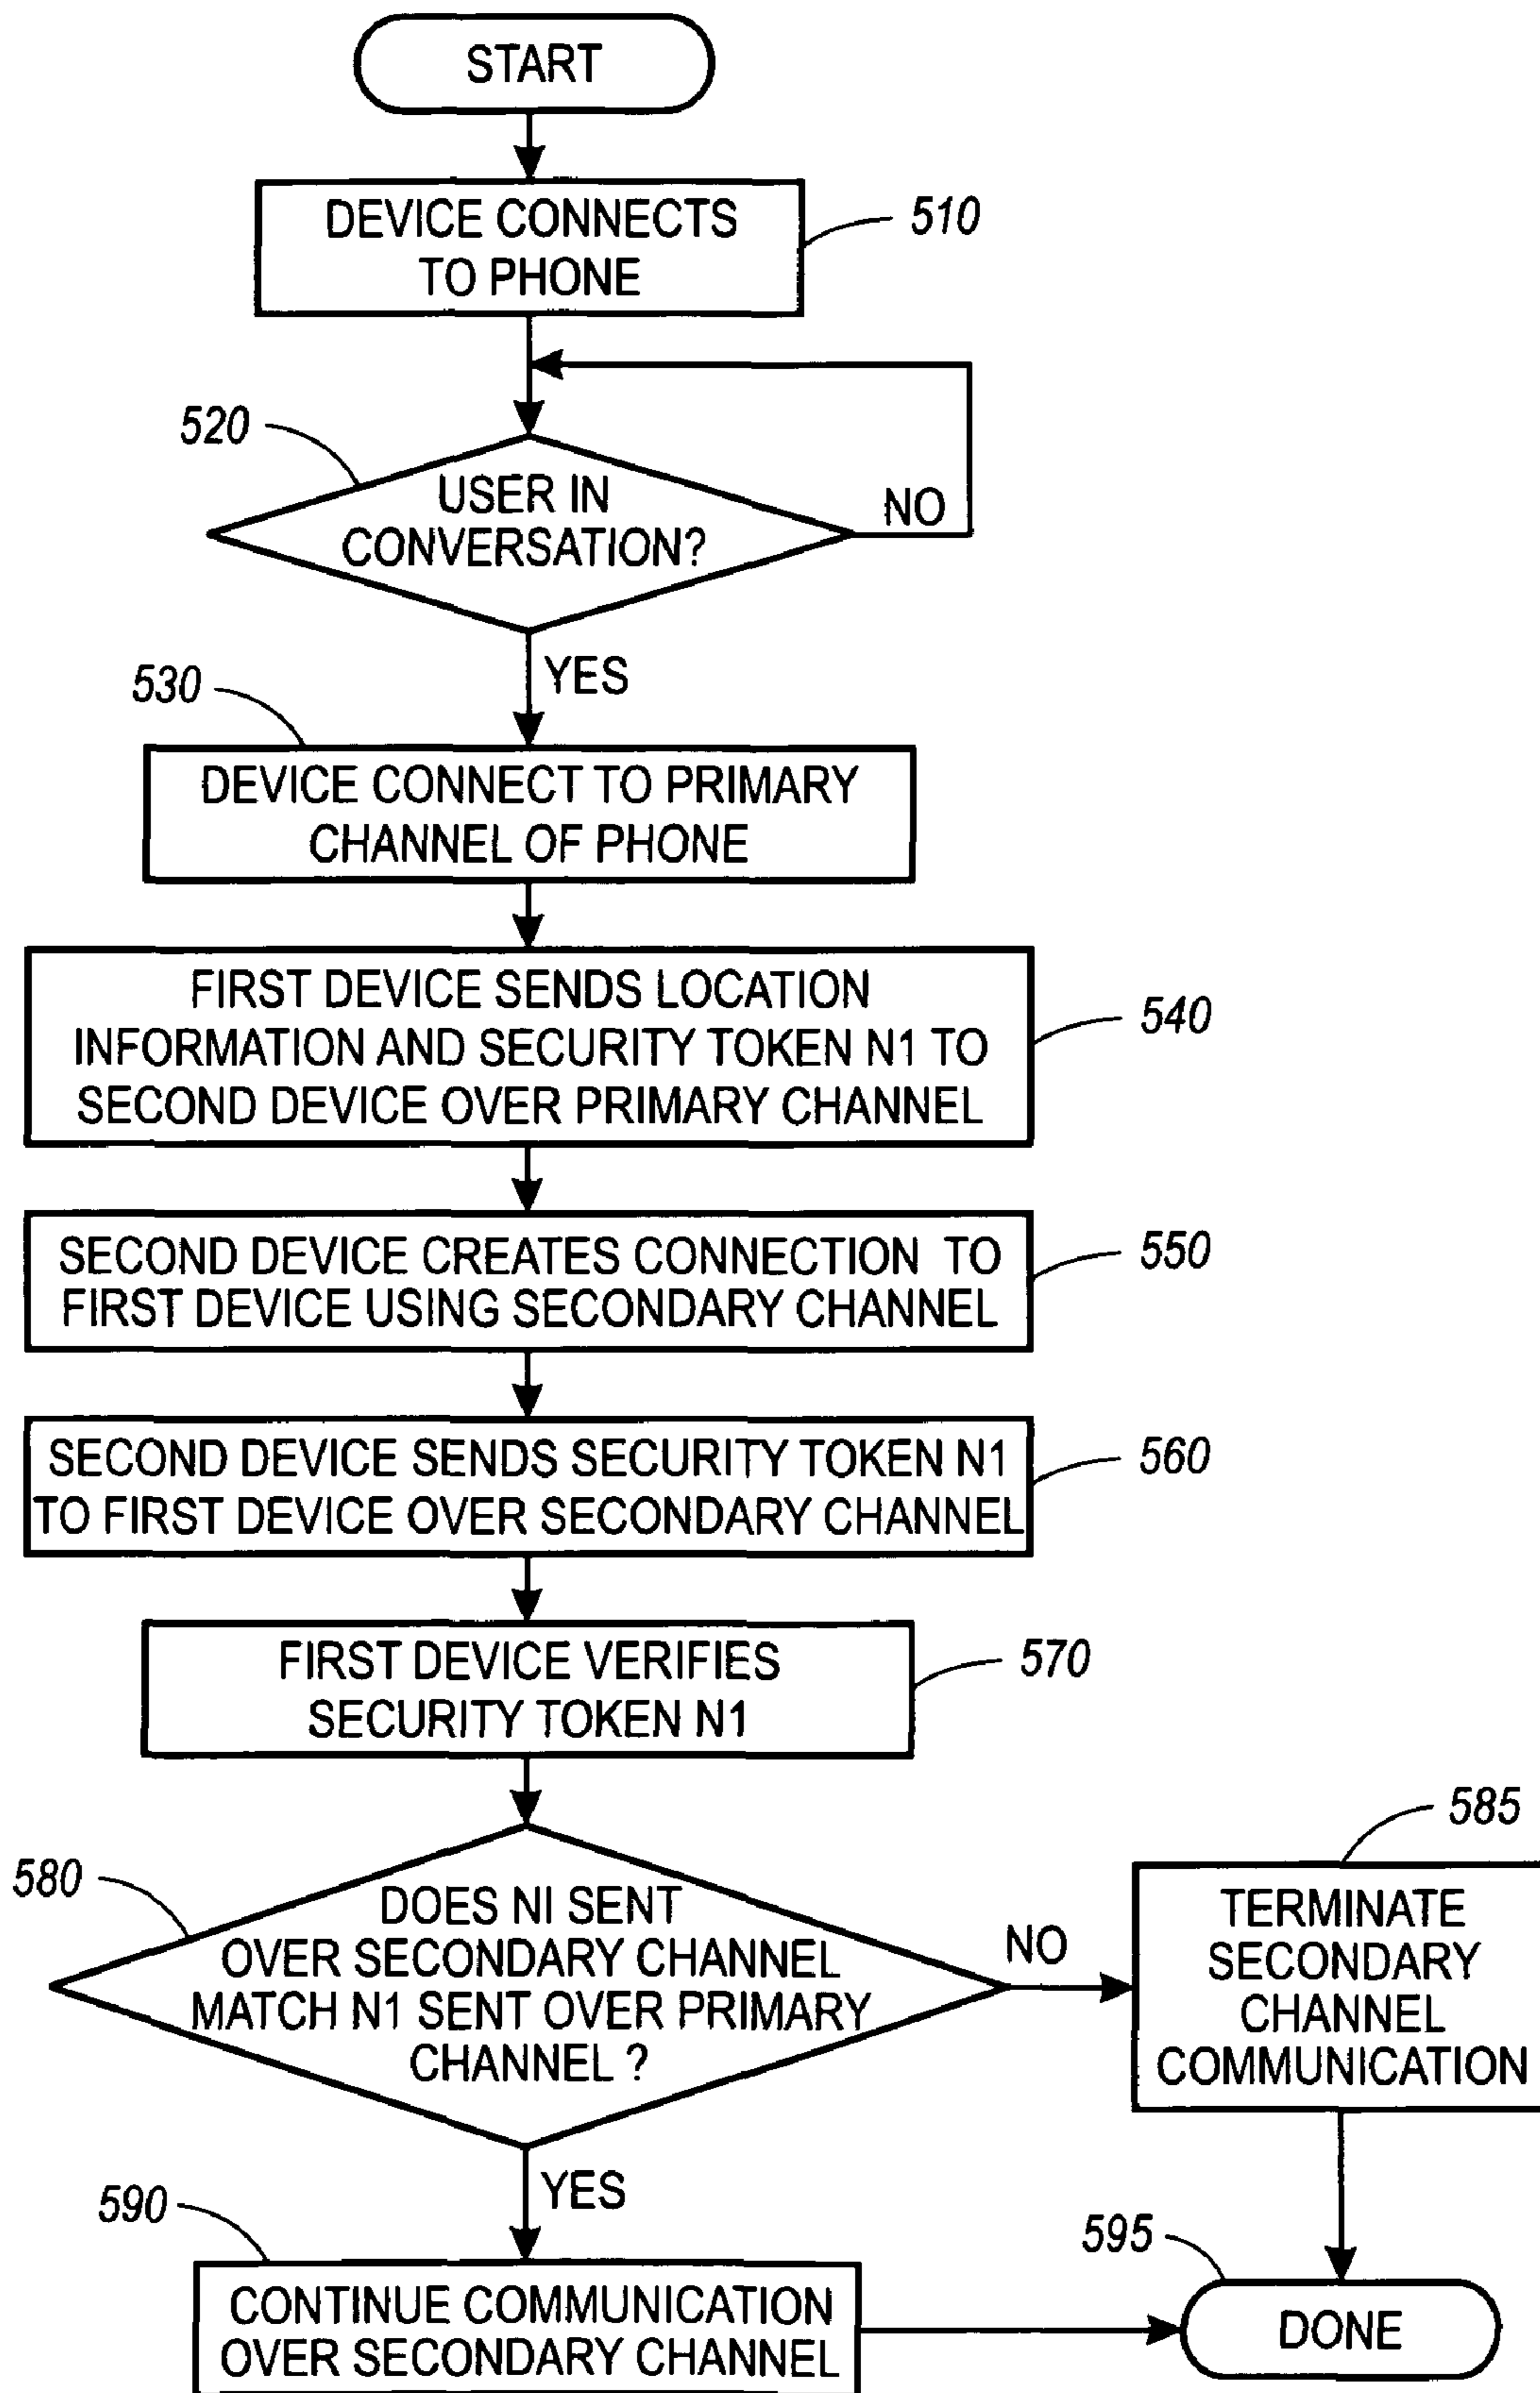 START
DEVICE CONNECTS
TO PHONE
510
520
USER IN
CONVERSATION?
NO
YES
530
DEVICE CONNECT TO PRIMARY
CHANNEL OF PHONE
FIRST DEVICE SENDS LOCATION
INFORMATION AND SECURITY TOKEN N1 TO
SECOND DEVICE OVER PRIMARY CHANNEL
540
SECOND DEVICE CREATES CONNECTION TO
FIRST DEVICE USING SECONDARY CHANNEL
550
SECOND DEVICE SENDS SECURITY TOKEN N1
TO FIRST DEVICE OVER SECONDARY CHANNEL
560
FIRST DEVICE VERIFIES
SECURITY TOKEN N1
570
580
DOES NI SENT
OVER SECONDARY CHANNEL
MATCH N1 SENT OVER PRIMARY
CHANNEL ?
NO
585
TERMINATE
SECONDARY
CHANNEL
COMMUNICATION
YES
590
CONTINUE COMMUNICATION
OVER SECONDARY CHANNEL
595
DONE